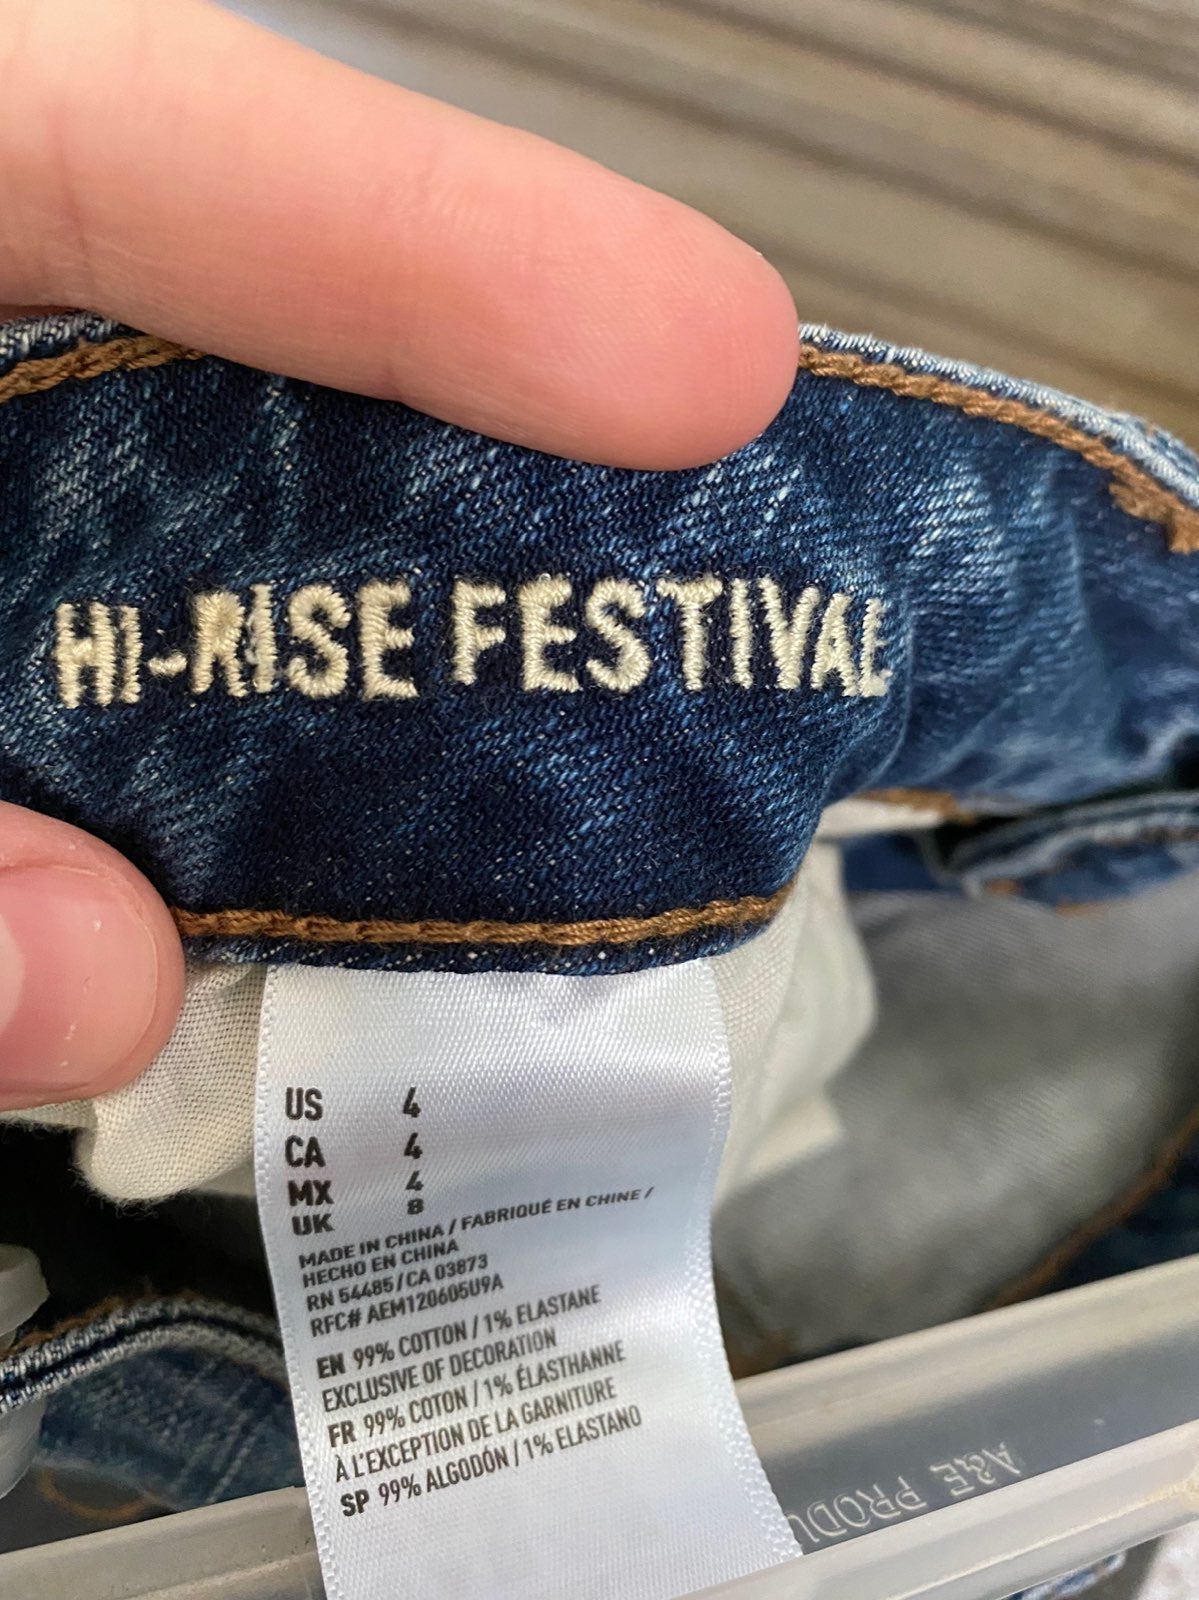 HI-RISE FESTIVAL
US 4
CA 4
MX 4
UK 8
MADE IN CHINA / FABRIQUÉ EN CHINE /
HECHO EN CHINA
RN 54485/CA 03873
RFC# AEM120605U9A
EN 99% COTTON / 1% ELASTANE
EXCLUSIVE OF DECORATION
FR 99% COTON / 1% ÉLASTHANNE
À L'EXCEPTION DE LA GARNITURE
SP 99% ALGODÓN / 1% ELASTANO
A&E PRODU